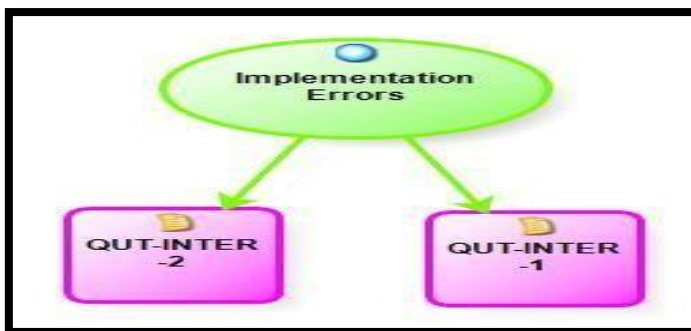 Implementation
Errors
QUT-INTER
-2
QUT-INTER
-1